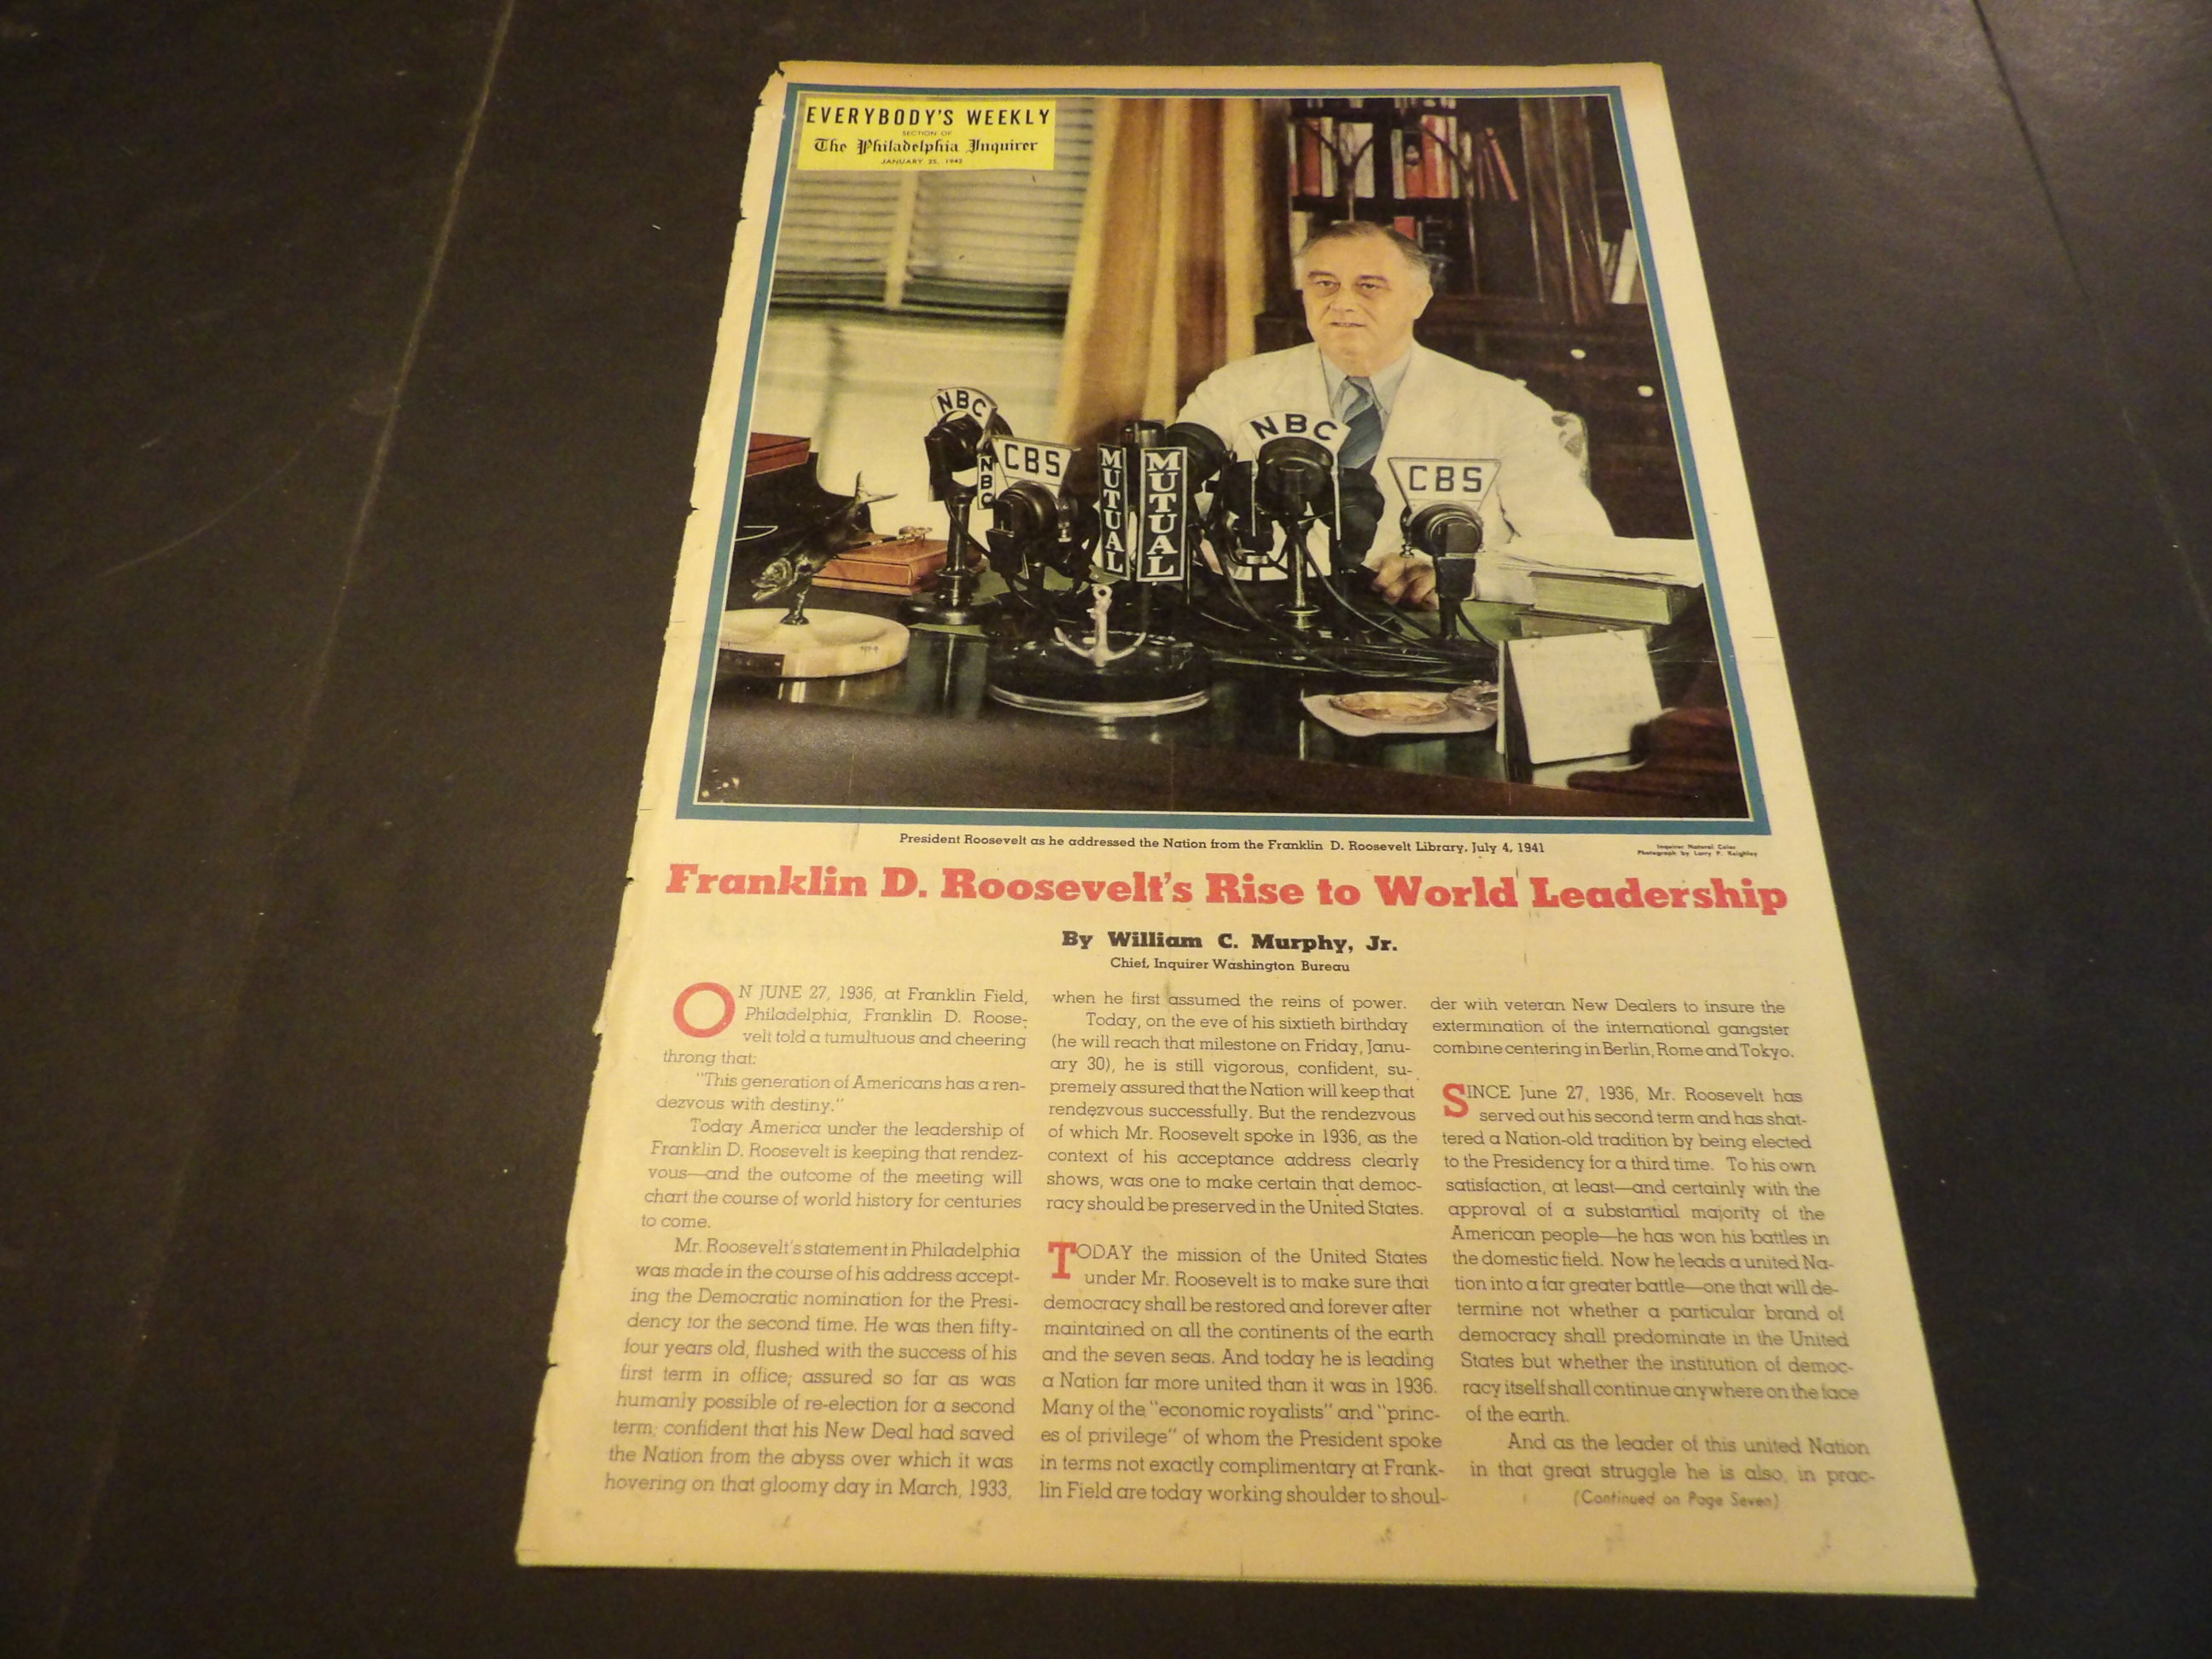 EVERYBODY'S WEEKLY
SECTION OF
The Philadelphia Inquirer
JANUARY 25, 1942
NBC
NBC
CBS
MUTUAL
MUTUAL
NBC
CBS
President Roosevelt as he addressed the Nation from the Franklin D. Roosevelt Library, July 4, 1941
Inquirer Natural Color
Photograph by Larry P. Keighley
Franklin D. Roosevelt's Rise to World Leadership
By William C. Murphy, Jr.
Chief, Inquirer Washington Bureau
ON JUNE 27, 1936, at Franklin Field,
Philadelphia, Franklin D. Roose-
velt told a tumultuous and cheering
throng that:
"This generation of Americans has a ren-
dezvous with destiny."
Today America under the leadership of
Franklin D. Roosevelt is keeping that rendez-
vous—and the outcome of the meeting will
chart the course of world history for centuries
to come.
Mr. Roosevelt's statement in Philadelphia
was made in the course of his address accept-
ing the Democratic nomination for the Presi-
dency for the second time. He was then fifty-
four years old, flushed with the success of his
first term in office; assured so far as was
humanly possible of re-election for a second
term; confident that his New Deal had saved
the Nation from the abyss over which it was
hovering on that gloomy day in March, 1933,
when he first assumed the reins of power.
Today, on the eve of his sixtieth birthday
(he will reach that milestone on Friday, Janu-
ary 30), he is still vigorous, confident, su-
premely assured that the Nation will keep that
rendezvous successfully. But the rendezvous
of which Mr. Roosevelt spoke in 1936, as the
context of his acceptance address clearly
shows, was one to make certain that democ-
racy should be preserved in the United States.
TODAY the mission of the United States
under Mr. Roosevelt is to make sure that
democracy shall be restored and forever after
maintained on all the continents of the earth
and the seven seas. And today he is leading
a Nation far more united than it was in 1936.
Many of the "economic royalists" and "princ-
es of privilege" of whom the President spoke
in terms not exactly complimentary at Frank-
lin Field are today working shoulder to shoul-
der with veteran New Dealers to insure the
extermination of the international gangster
combine centering in Berlin, Rome and Tokyo.
SINCE June 27, 1936, Mr. Roosevelt has
served out his second term and has shat-
tered a Nation-old tradition by being elected
to the Presidency for a third time. To his own
satisfaction, at least—and certainly with the
approval of a substantial majority of the
American people—he has won his battles in
the domestic field. Now he leads a united Na-
tion into a far greater battle—one that will de-
termine not whether a particular brand of
democracy shall predominate in the United
States but whether the institution of democ-
racy itself shall continue anywhere on the face
of the earth.
And as the leader of this united Nation
in that great struggle he is also, in prac-
(Continued on Page Seven)